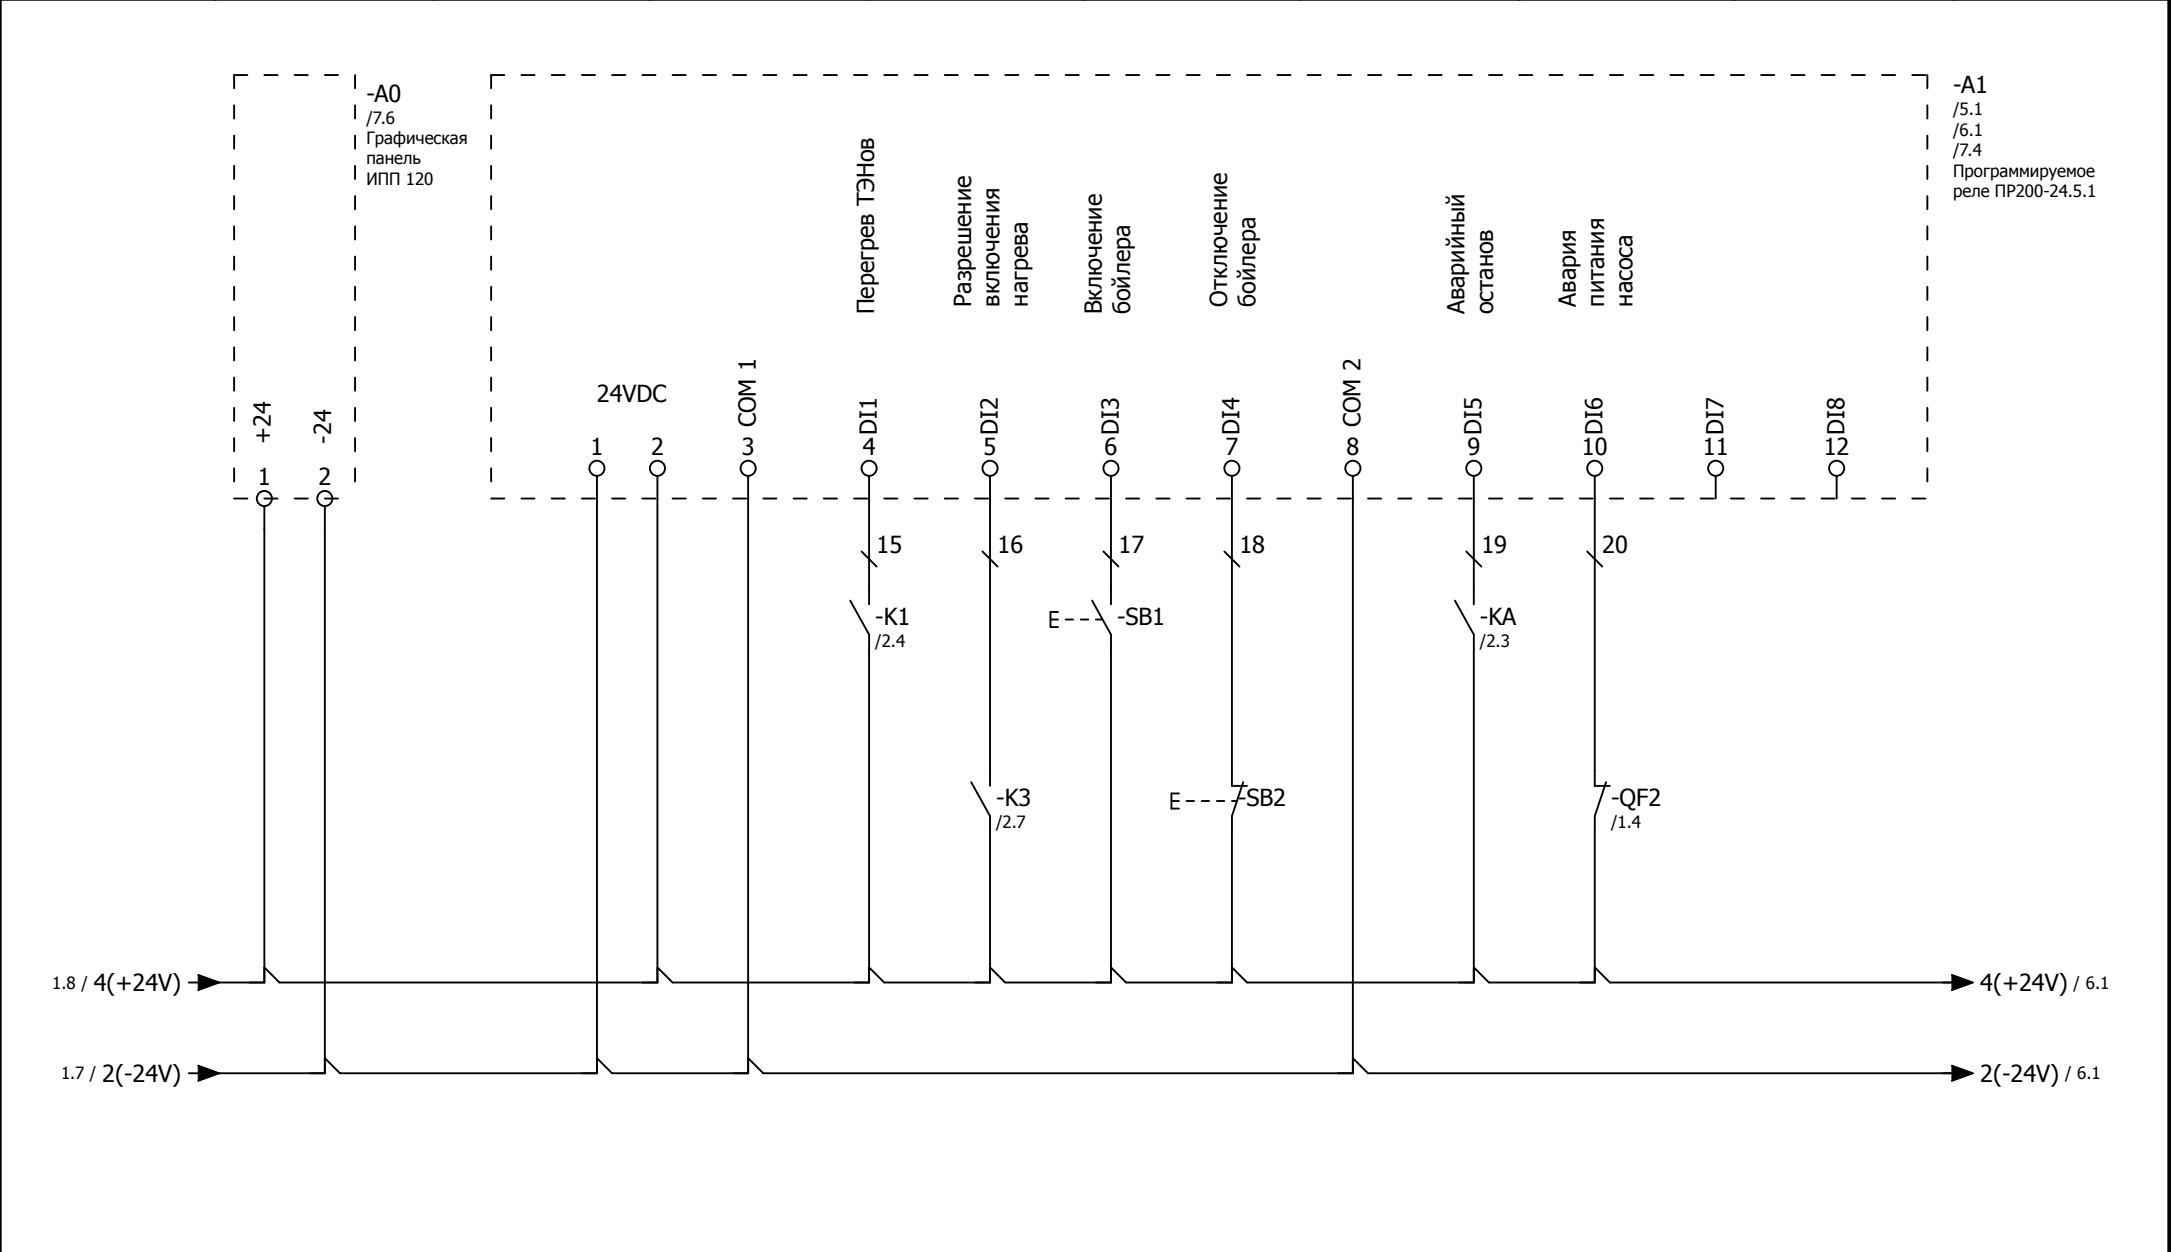 -A0
/7.6
Графическая
панель
ИПП 120
+24
-24
1
2
-A1
/5.1
/6.1
/7.4
Программируемое
реле ПР200-24.5.1
Перегрев ТЭНов
Разрешение
включения
нагрева
Включение
бойлера
Отключение
бойлера
Аварийный
останов
Авария
питания
насоса
24VDC
COM 1
DI1
DI2
DI3
DI4
COM 2
DI5
DI6
DI7
DI8
1
2
3
4
5
6
7
8
9
10
11
12
15
16
17
18
19
20
-K1
/2.4
E
-SB1
-KA
/2.3
-K3
/2.7
E
-SB2
-QF2
/1.4
1.8 / 4(+24V)
4(+24V) / 6.1
1.7 / 2(-24V)
2(-24V) / 6.1